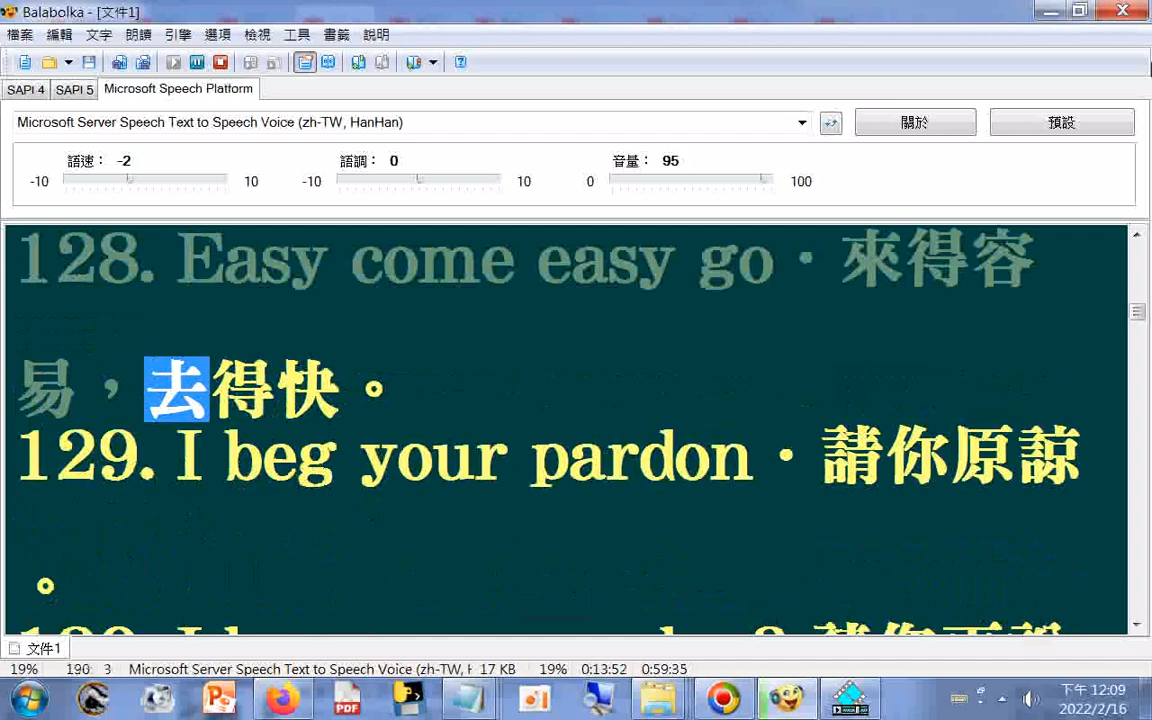 Balabolka - [文件1]
檔案 編輯 文字 朗讀 引擎 選項 檢視 工具 書籤 說明
SAPI 4 SAPI 5 Microsoft Speech Platform
Microsoft Server Speech Text to Speech Voice (zh-TW, HanHan) 關於 預設
語速： -2 語調： 0 音量： 95
-10 10 -10 10 0 100
128. Easy come easy go．來得容
易，去得快。
129. I beg your pardon．請你原諒
。
文件1
19% 190 3 Microsoft Server Speech Text to Speech Voice (zh-TW, H 17 KB 19% 0:13:52 0:59:35
PDF
下午 12:09
2022/2/16